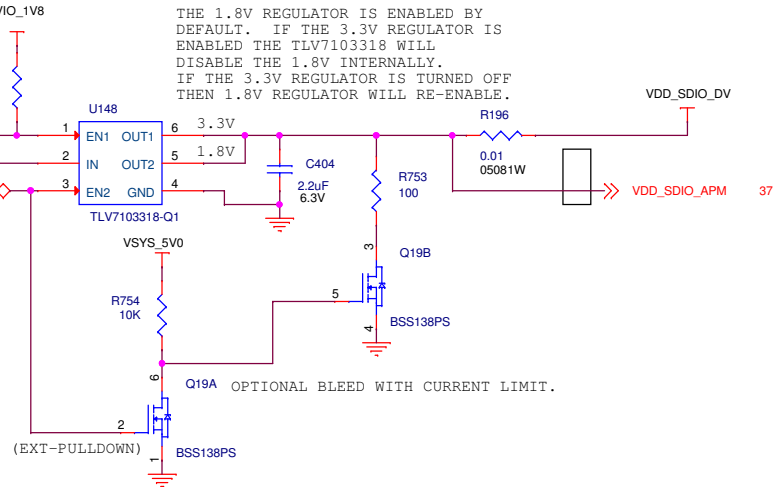 VIO_1V8
THE 1.8V REGULATOR IS ENABLED BY
DEFAULT. IF THE 3.3V REGULATOR IS
ENABLED THE TLV7103318 WILL
DISABLE THE 1.8V INTERNALLY.
IF THE 3.3V REGULATOR IS TURNED OFF
THEN 1.8V REGULATOR WILL RE-ENABLE.
VDD_SDIO_DV
U148
R196
1 EN1 OUT1 6 3.3V
2 IN OUT2 5 1.8V
3 EN2 GND 4
TLV7103318-Q1
C404
2.2uF
6.3V
R753
100
0.01
05081W
VDD_SDIO_APM 37
VSYS_5V0
R754
10K
3
Q19B
5
4
BSS138PS
6
Q19A
OPTIONAL BLEED WITH CURRENT LIMIT.
2
(EXT-PULLDOWN)
1
BSS138PS